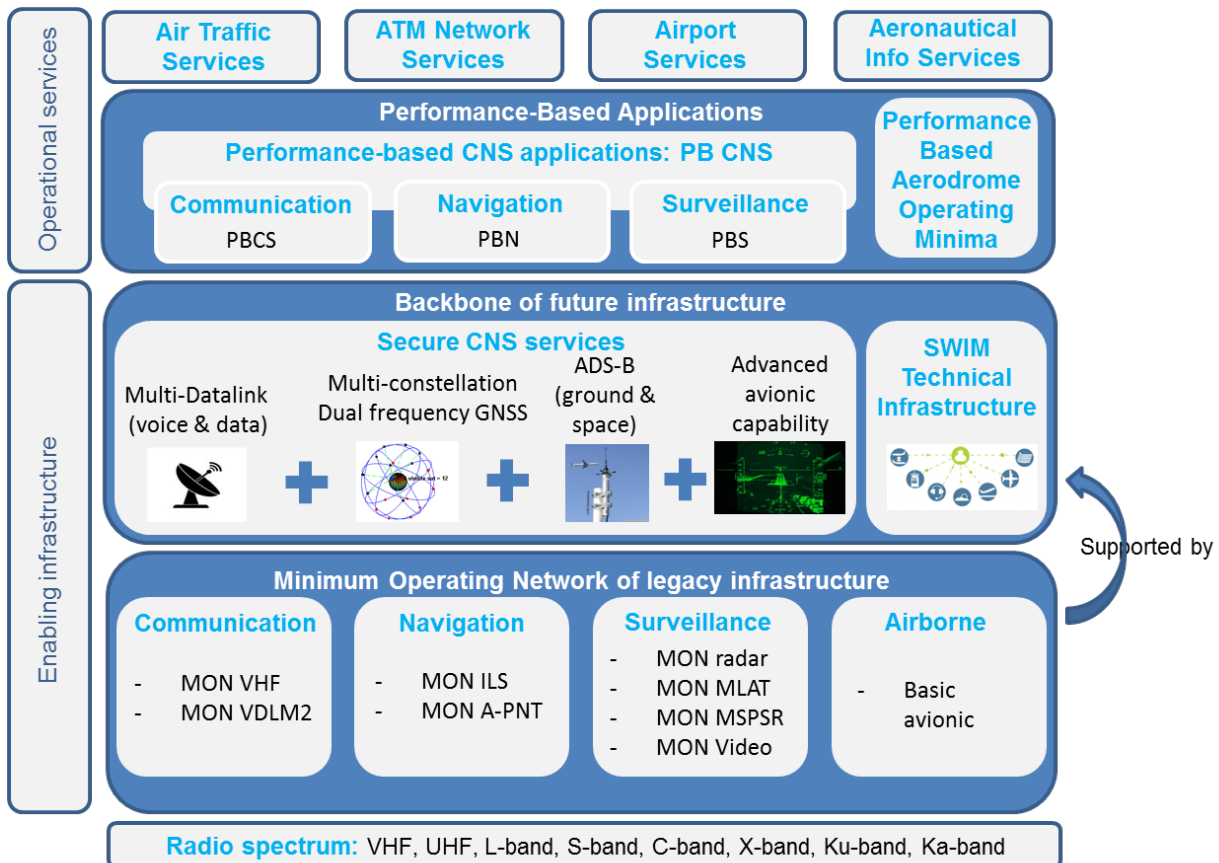 Operational services
Air Traffic
Services
ATM Network
Services
Airport
Services
Aeronautical
Info Services
Performance-Based Applications
Performance-based CNS applications: PB CNS
Communication
PBCS
Navigation
PBN
Surveillance
PBS
Performance
Based
Aerodrome
Operating
Minima
Enabling infrastructure
Backbone of future infrastructure
Secure CNS services
Multi-Datalink
(voice & data)
Multi-constellation
Dual frequency GNSS
ADS-B
(ground &
space)
Advanced
avionic
capability
SWIM
Technical
Infrastructure
Supported by
Minimum Operating Network of legacy infrastructure
Communication
- MON VHF
- MON VDLM2
Navigation
- MON ILS
- MON A-PNT
Surveillance
- MON radar
- MON MLAT
- MON MSPSR
- MON Video
Airborne
- Basic
avionic
Radio spectrum: VHF, UHF, L-band, S-band, C-band, X-band, Ku-band, Ka-band